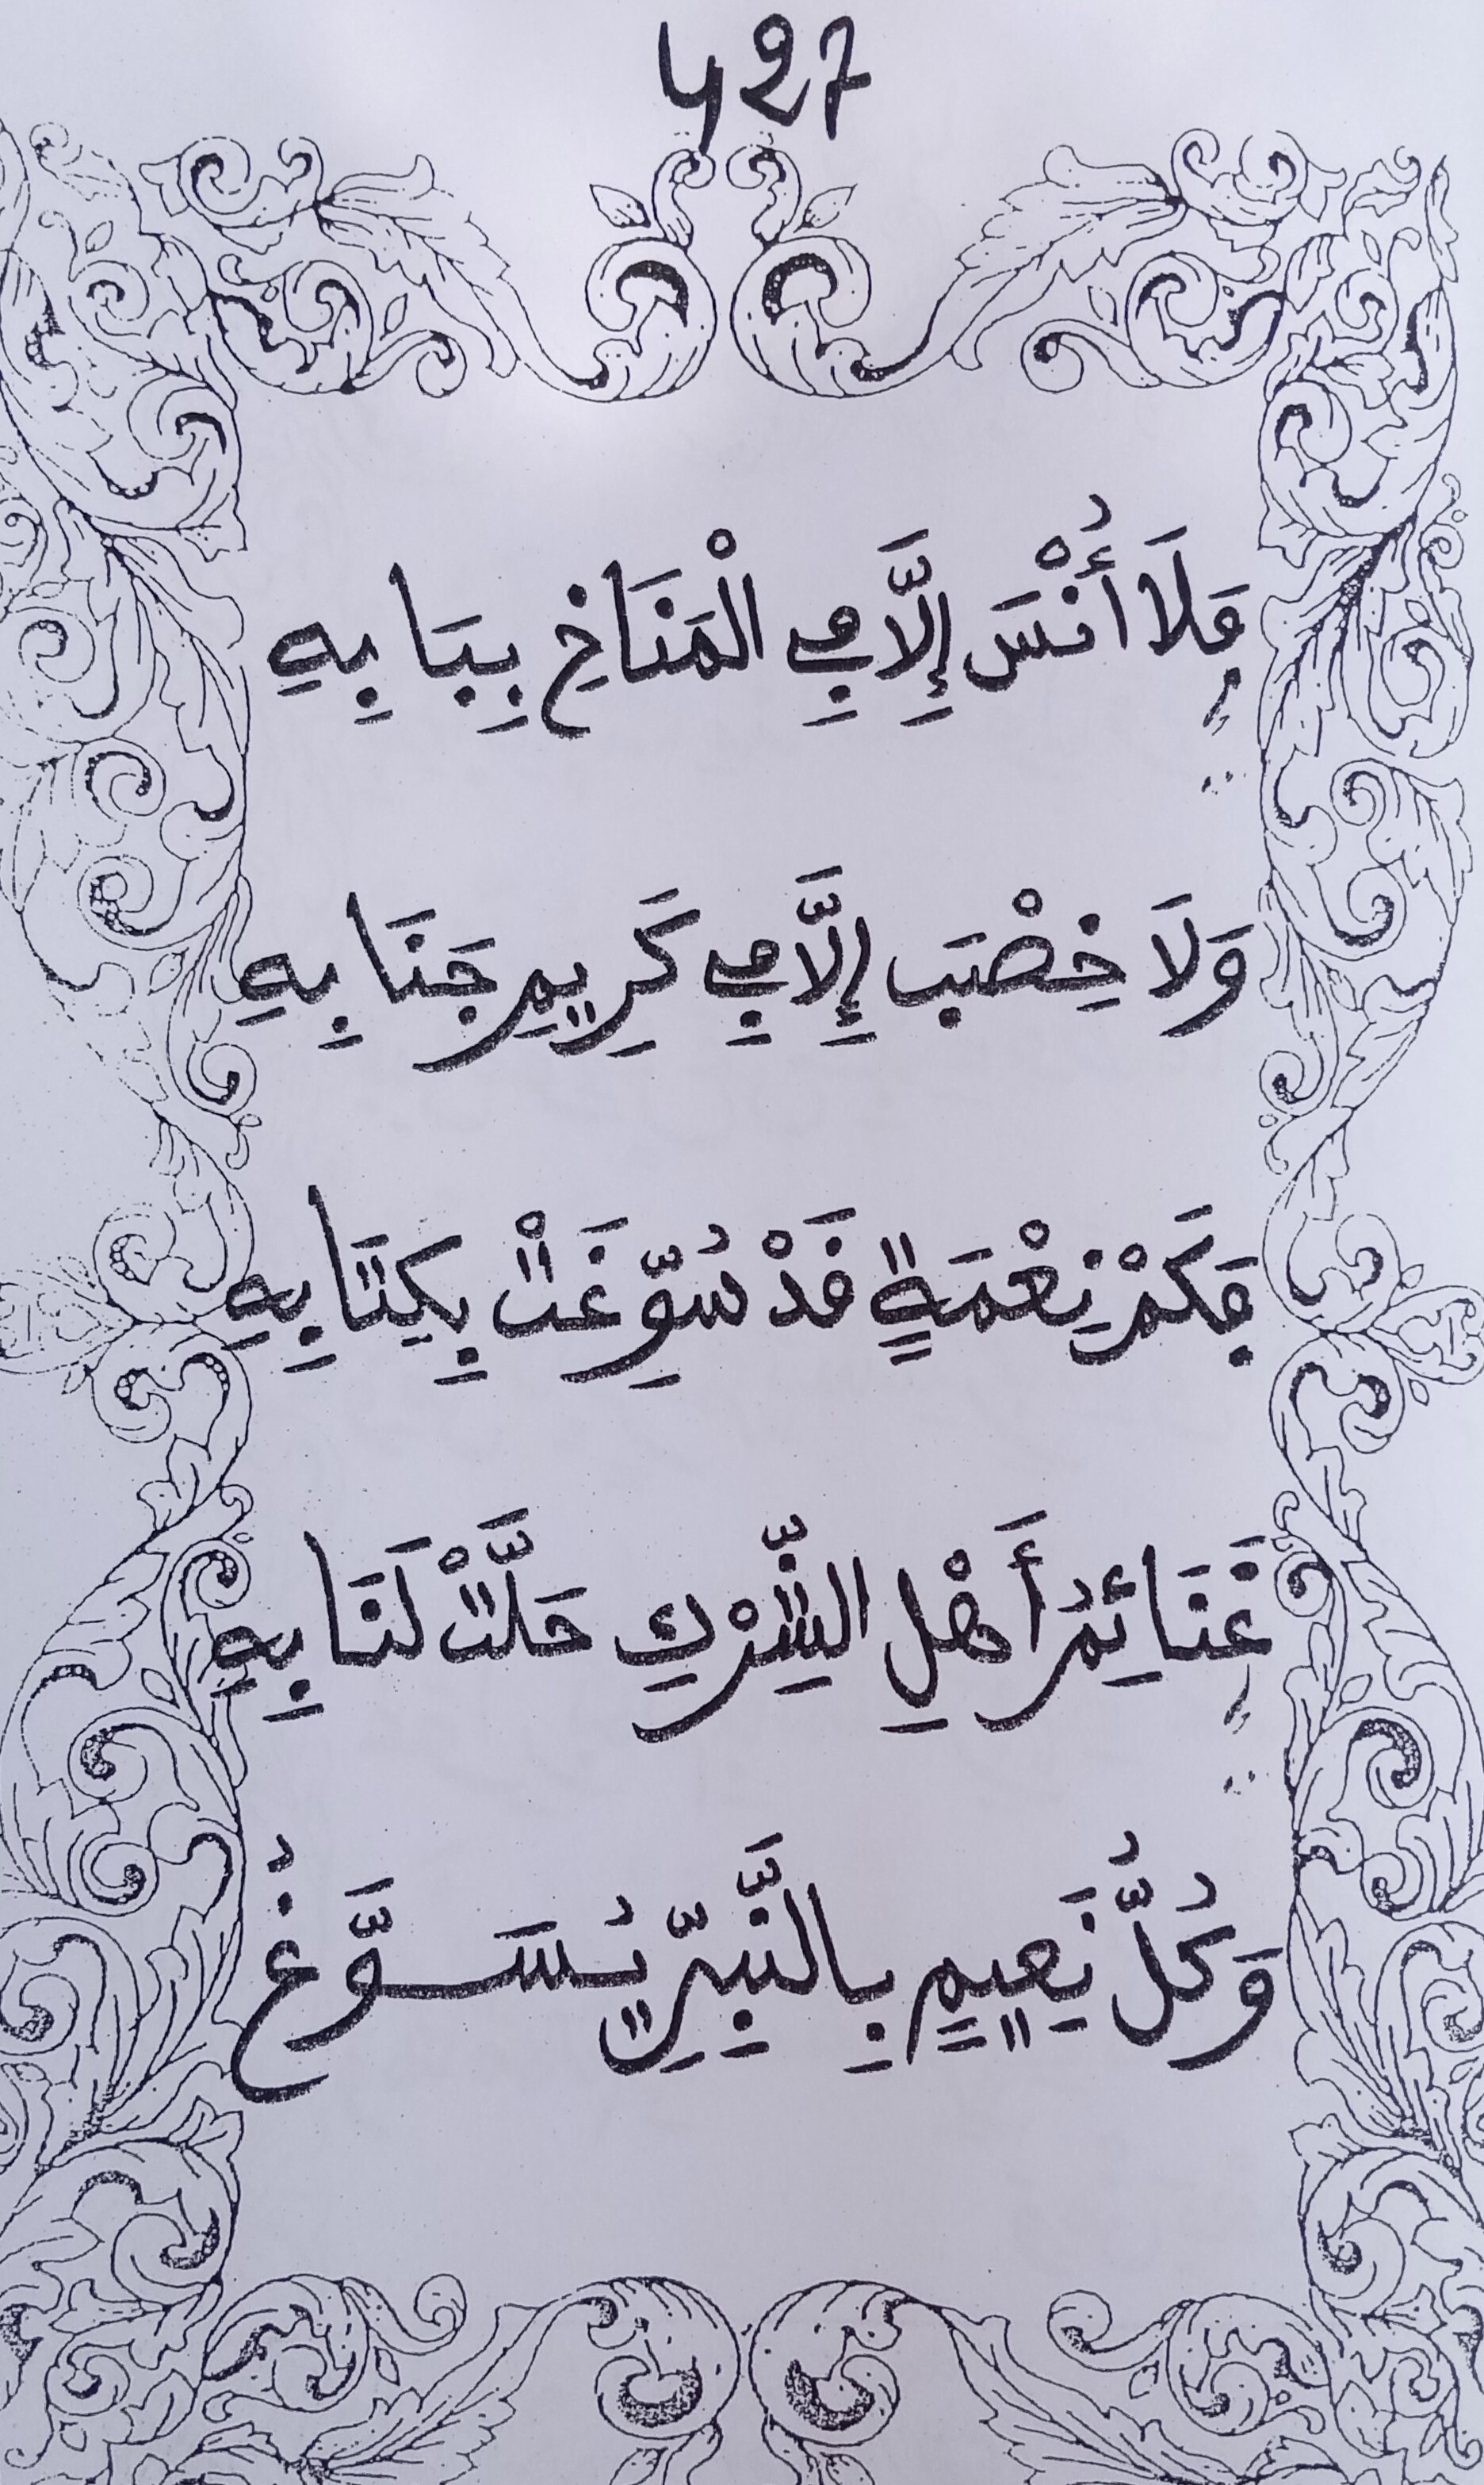 427
فَلَا أُنْسَ إِلَّا فِي الْمَنَاخِ بِبَابِهِ
وَلَا خِصْبَ إِلَّا فِي كَرِيمِ جَنَابِهِ
فَكَمْ نِعْمَةٍ قَدْ سُوِّغَتْ بِكِتَابِهِ
غَنَائِمُ أَهْلِ الشِّرْكِ حَلَّتْ لَنَا بِهِ
وَكُلُّ نَعِيمٍ بِالنَّبِيِّ يُسَوَّغُ